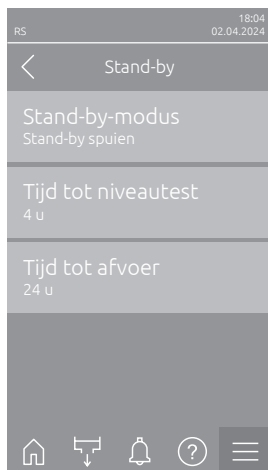 18:04
RS 02.04.2024
Stand-by
Stand-by-modus
Stand-by spuien
Tijd tot niveautest
4 u
Tijd tot afvoer
24 u
?